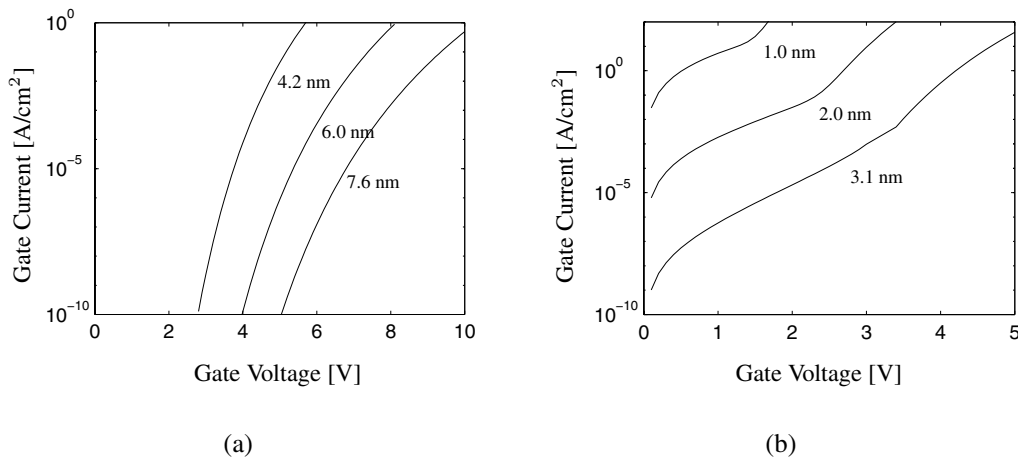 10^0
10^-5
10^-10
Gate Current [A/cm^2]
4.2 nm
6.0 nm
7.6 nm
0 2 4 6 8 10
Gate Voltage [V]
(a)
10^0
10^-5
10^-10
Gate Current [A/cm^2]
1.0 nm
2.0 nm
3.1 nm
0 1 2 3 4 5
Gate Voltage [V]
(b)